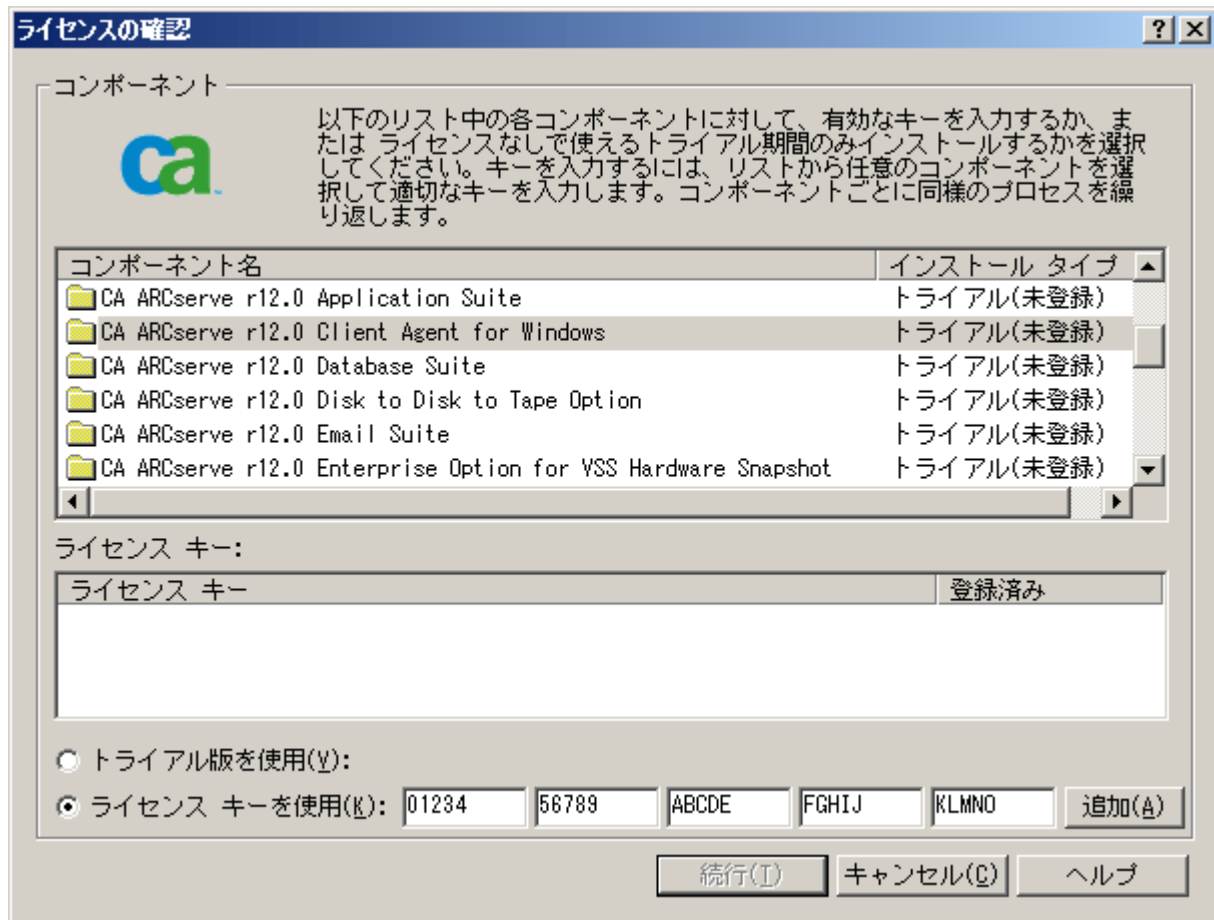 ライセンスの確認
コンポーネント
ca
以下のリスト中の各コンポーネントに対して、有効なキーを入力するか、ま
たは ライセンスなしで使えるトライアル期間のみインストールするかを選択
してください。キーを入力するには、リストから任意のコンポーネントを選
択して適切なキーを入力します。コンポーネントごとに同様のプロセスを繰
り返します。
コンポーネント名 インストール タイプ
CA ARCserve r12.0 Application Suite トライアル(未登録)
CA ARCserve r12.0 Client Agent for Windows トライアル(未登録)
CA ARCserve r12.0 Database Suite トライアル(未登録)
CA ARCserve r12.0 Disk to Disk to Tape Option トライアル(未登録)
CA ARCserve r12.0 Email Suite トライアル(未登録)
CA ARCserve r12.0 Enterprise Option for VSS Hardware Snapshot トライアル(未登録)
ライセンス キー:
ライセンス キー 登録済み
トライアル版を使用(V):
ライセンス キーを使用(K): 01234 56789 ABCDE FGHIJ KLMNO 追加(A)
続行(I) キャンセル(C) ヘルプ